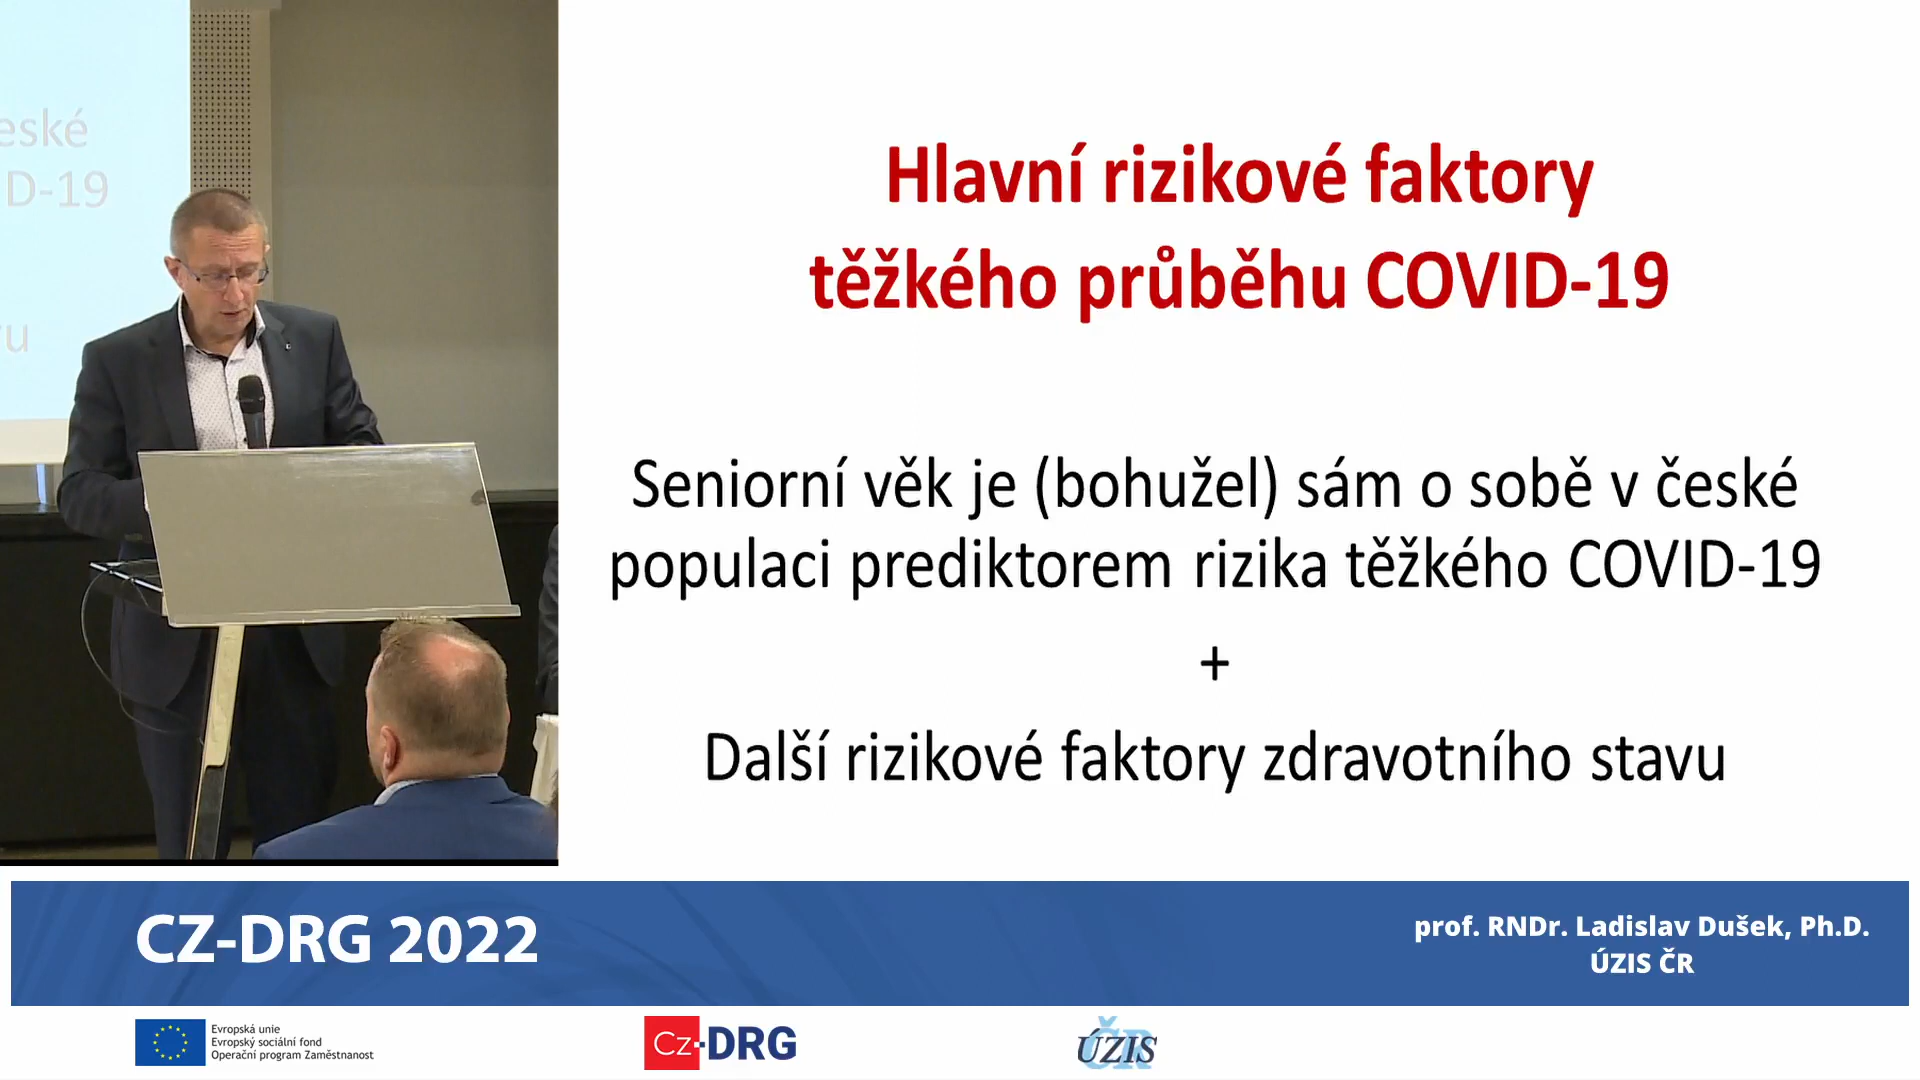 eské
D-19
u
Hlavní rizikové faktory
těžkého průběhu COVID-19
Seniorní věk je (bohužel) sám o sobě v české
populaci prediktorem rizika těžkého COVID-19
+
Další rizikové faktory zdravotního stavu
CZ-DRG 2022
prof. RNDr. Ladislav Dušek, Ph.D.
ÚZIS ČR
Evropská unie
Evropský sociální fond
Operační program Zaměstnanost
CZ-DRG
ČR
ÚZIS